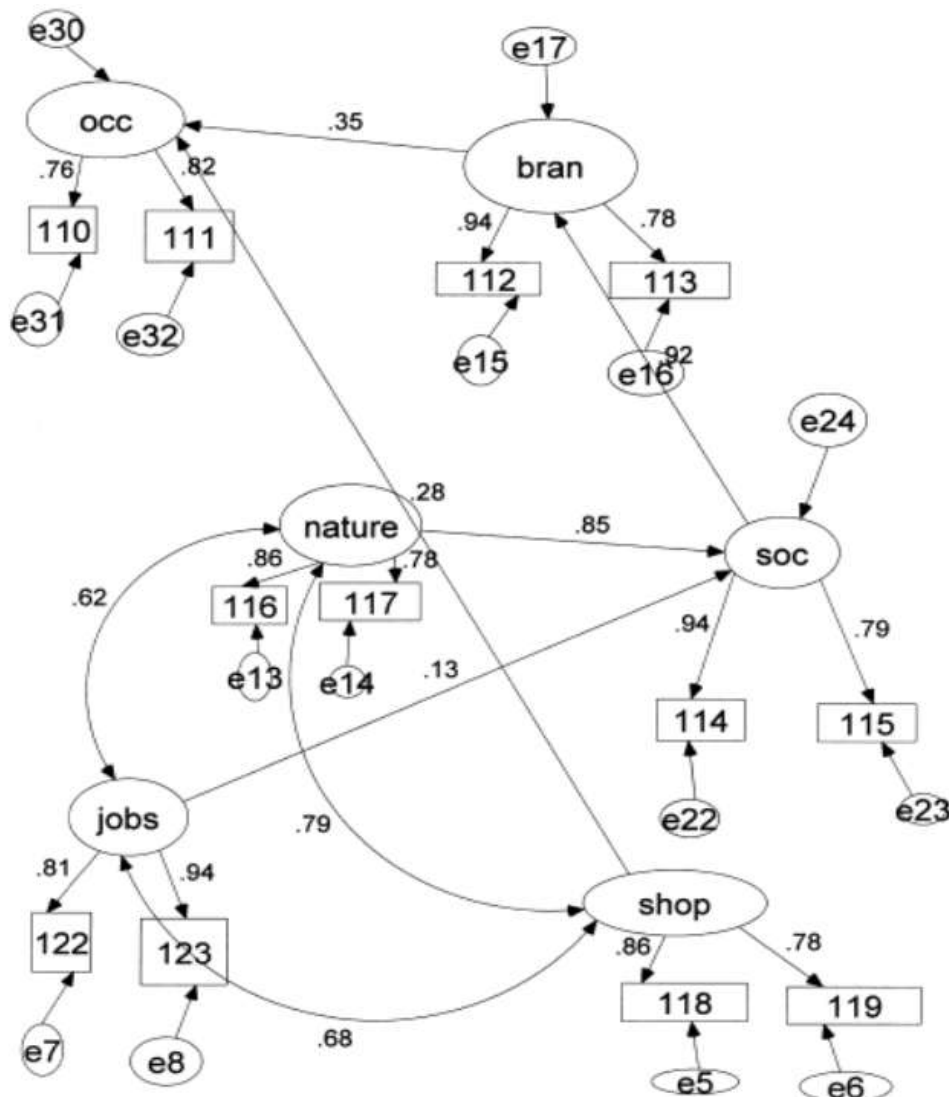 e30
e17
occ
.35
bran
.76
.82
.94
.78
110
111
112
113
e31
e32
e15
e16
.92
e24
.28
nature
.85
soc
.86
.78
.62
116
117
.94
.79
e13
e14
.13
114
115
jobs
.79
e22
e23
.81
.94
shop
122
123
.86
.78
118
119
.68
e7
e8
e5
e6